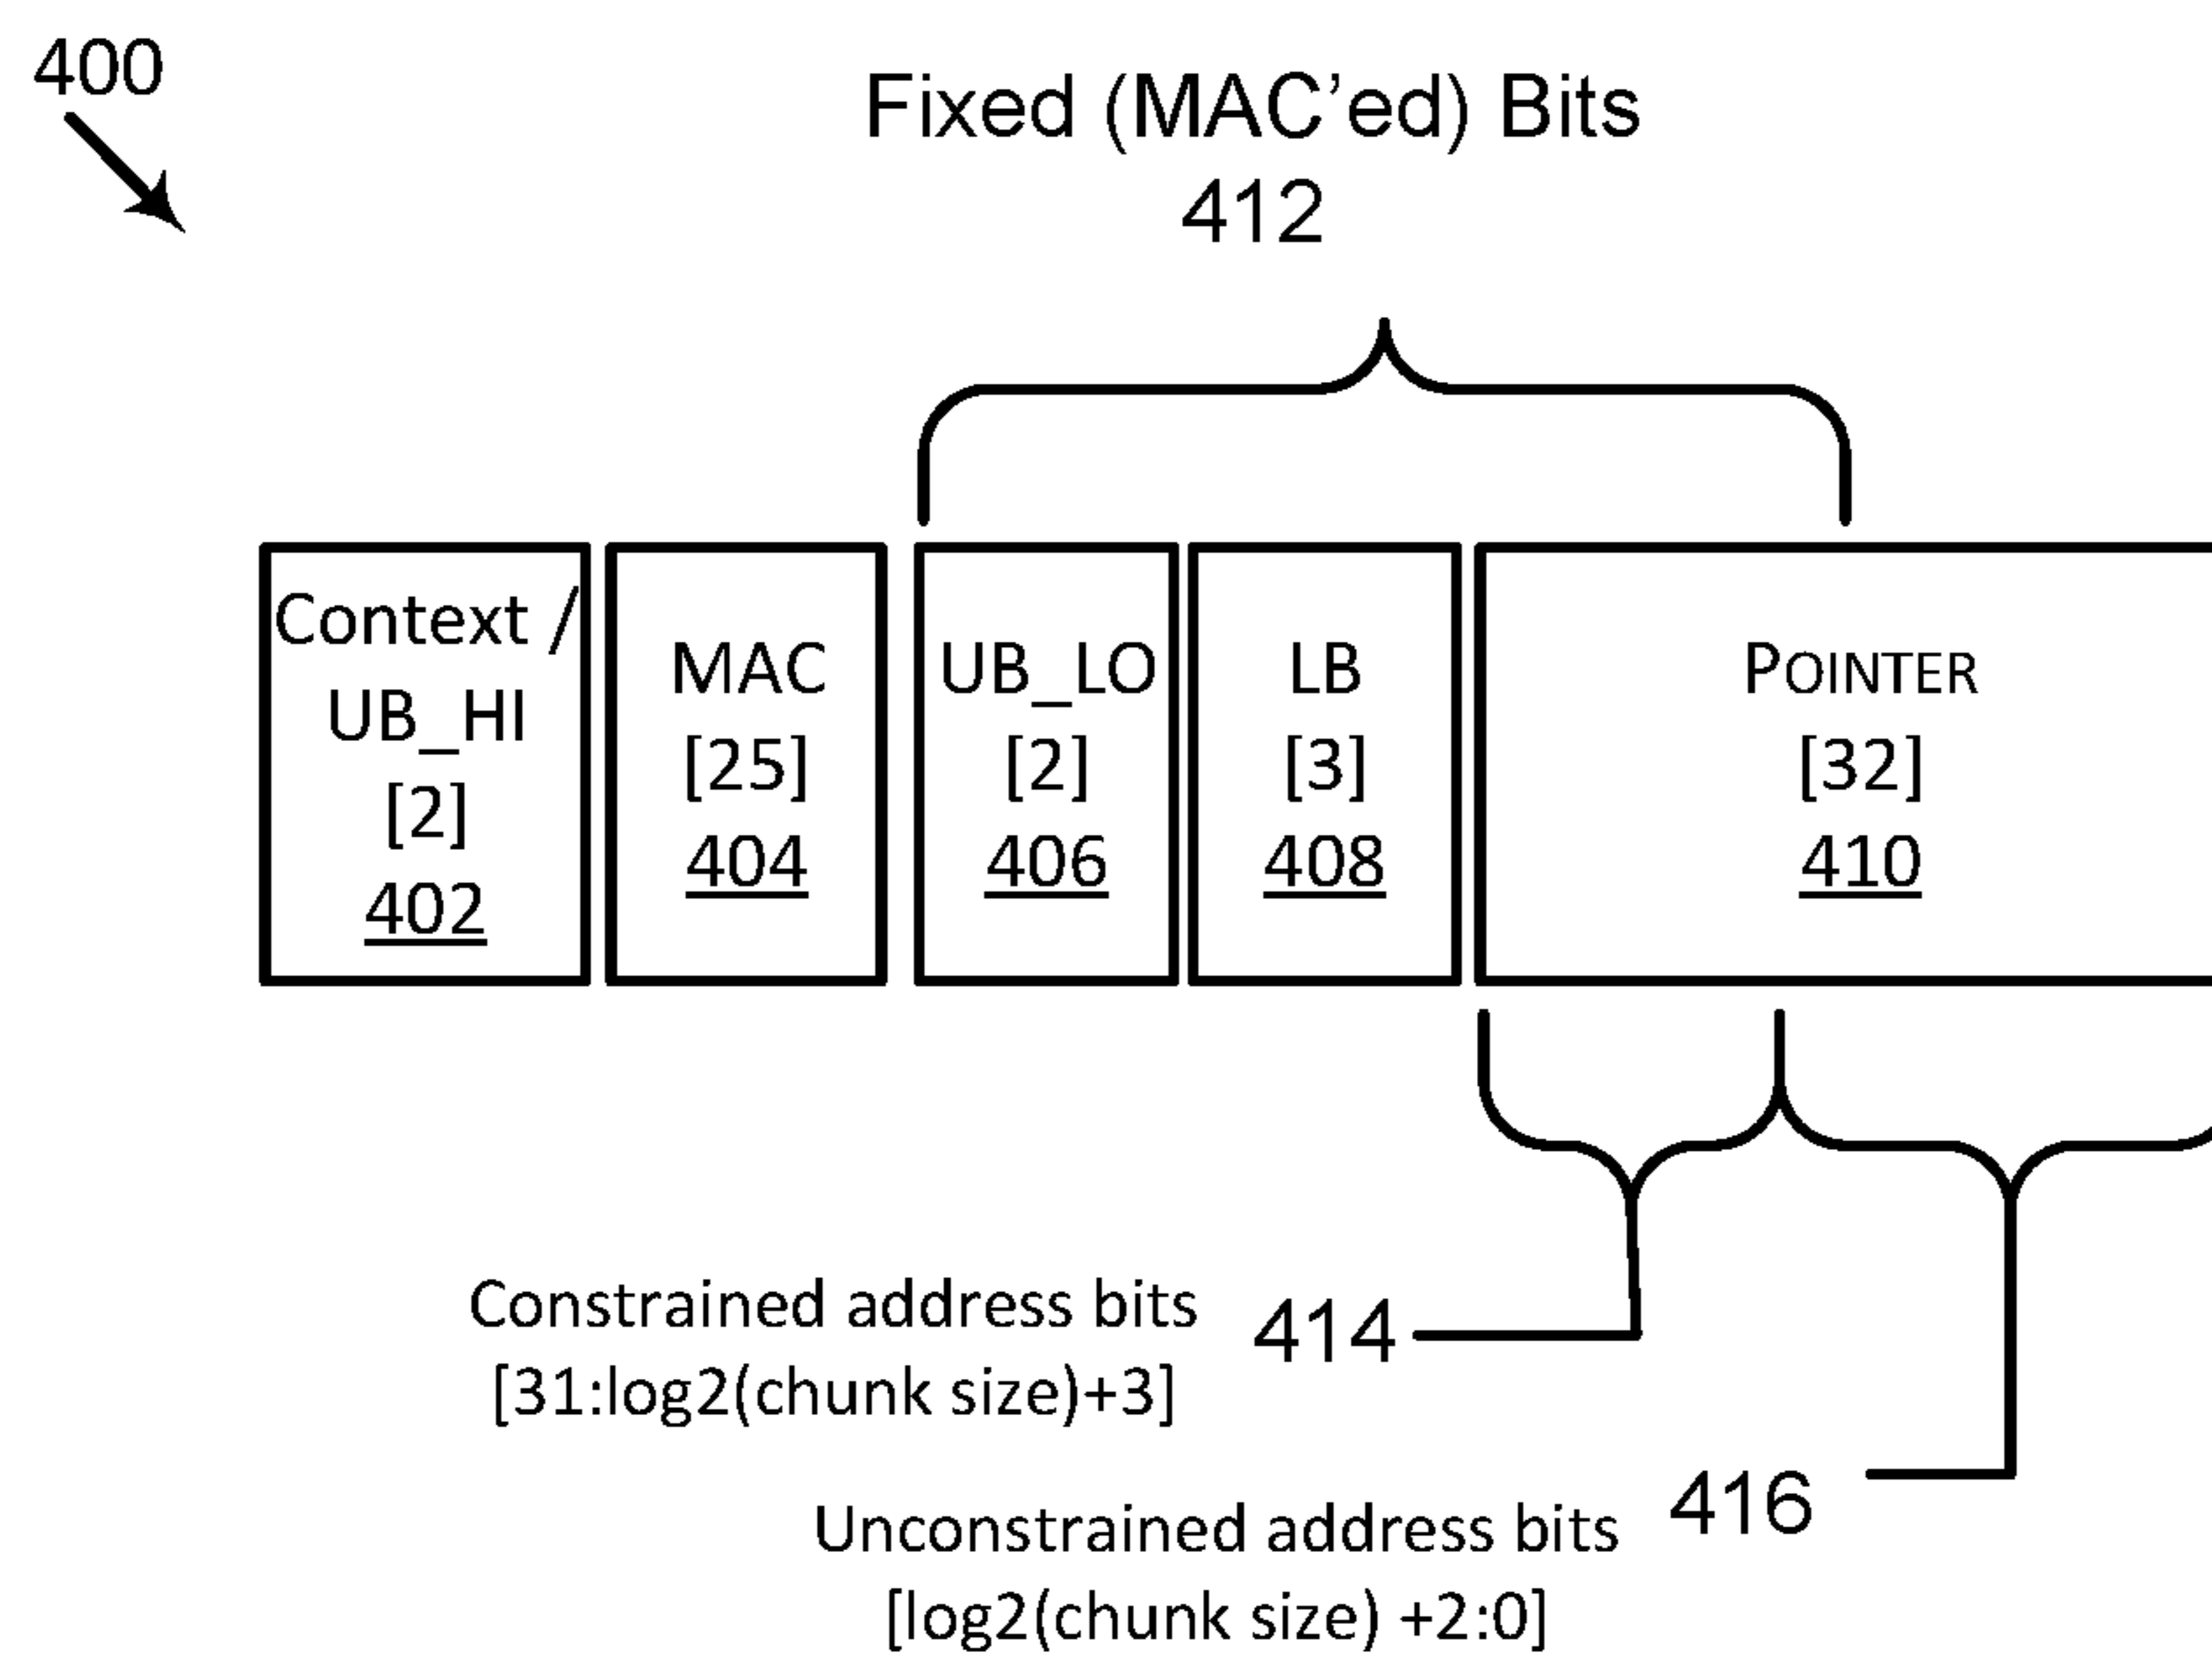 400
Fixed (MAC’ed) Bits
412
Context /
UB_HI
[2]
402
MAC
[25]
404
UB_LO
[2]
406
LB
[3]
408
POINTER
[32]
410
Constrained address bits
[31:log2(chunk size)+3]
414
Unconstrained address bits
[log2(chunk size) +2:0]
416